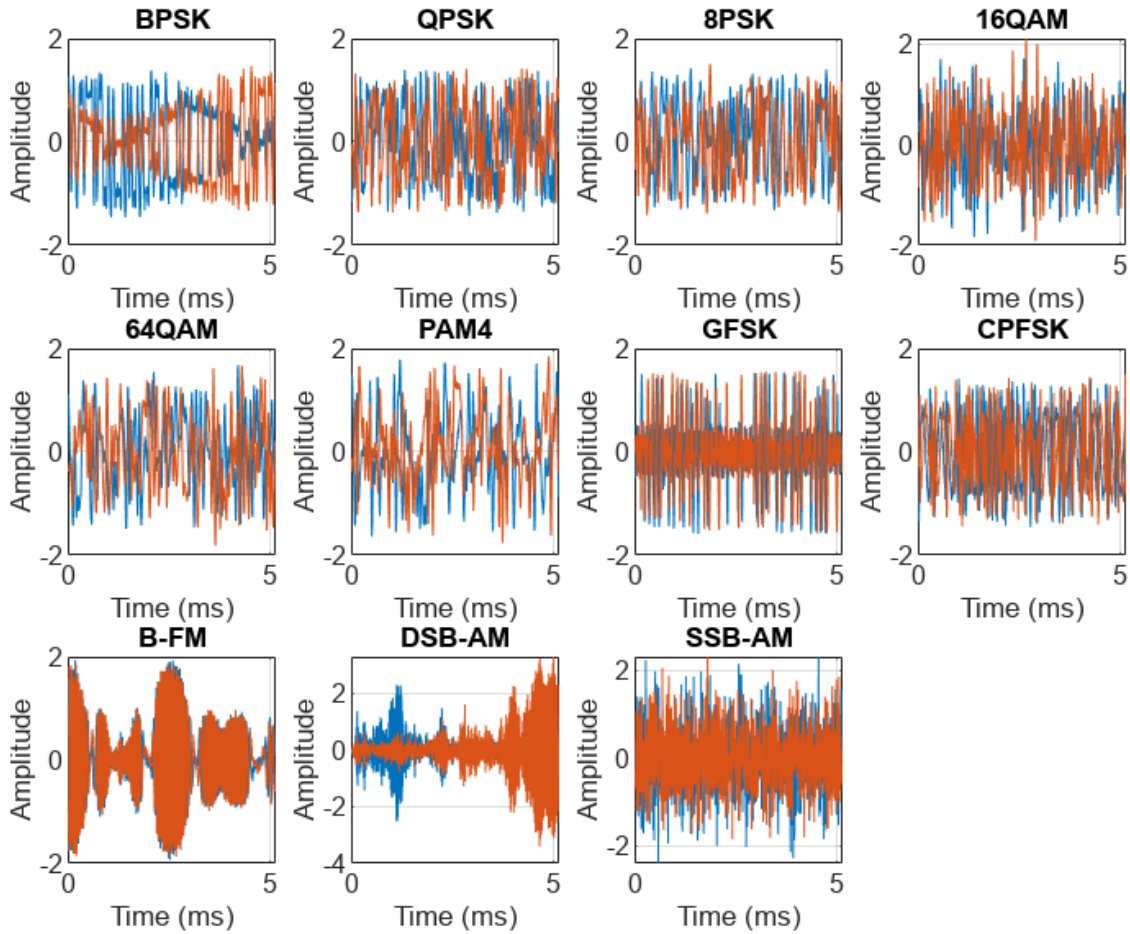 BPSK QPSK 8PSK 16QAM
2 2 2 2
Amplitude Amplitude Amplitude Amplitude
0 0 0 0
-2 -2 -2 -2
0 5 0 5 0 5 0 5
Time (ms) Time (ms) Time (ms) Time (ms)
64QAM PAM4 GFSK CPFSK
2 2 2 2
Amplitude Amplitude Amplitude Amplitude
0 0 0 0
-2 -2 -2 -2
0 5 0 5 0 5 0 5
Time (ms) Time (ms) Time (ms) Time (ms)
B-FM DSB-AM SSB-AM
2 2 2
Amplitude Amplitude Amplitude
0 0 0
-2 -2 -2
-4
0 5 0 5 0 5
Time (ms) Time (ms) Time (ms)